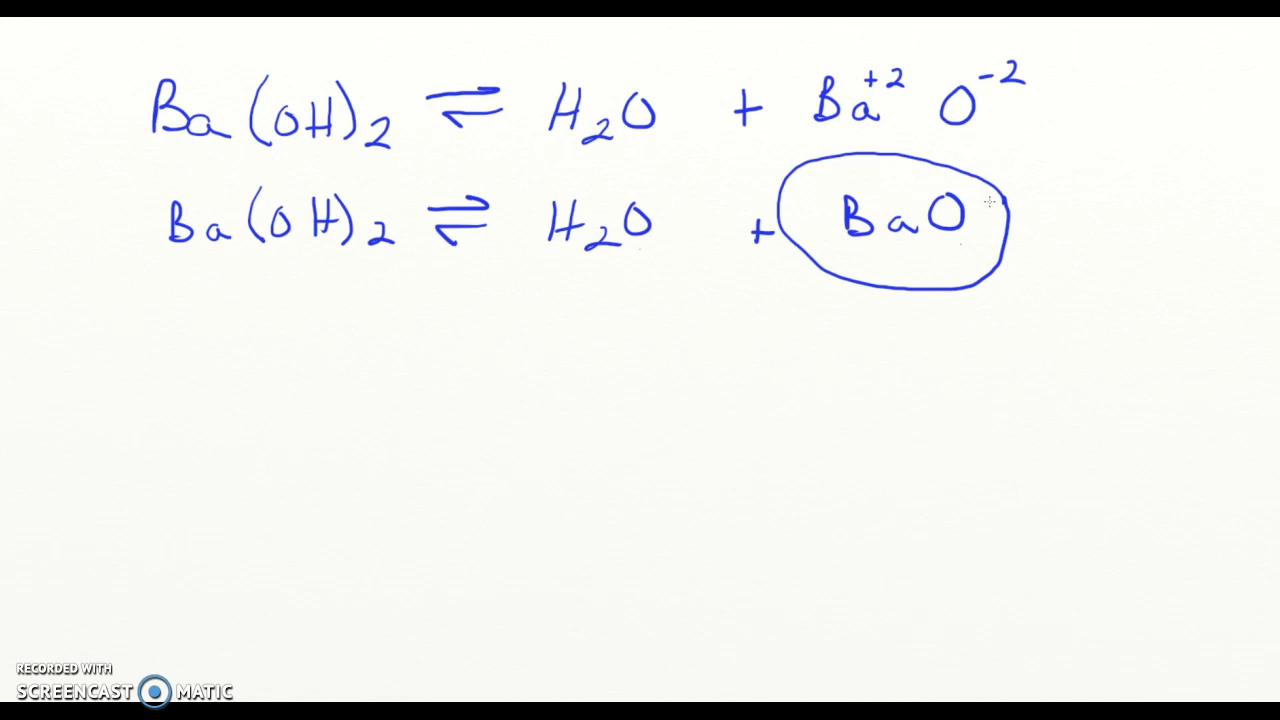 Ba(OH)₂ ⇌ H₂O + Ba⁺² O⁻²
Ba(OH)₂ ⇌ H₂O + BaO
RECORDED WITH
SCREENCAST MATIC